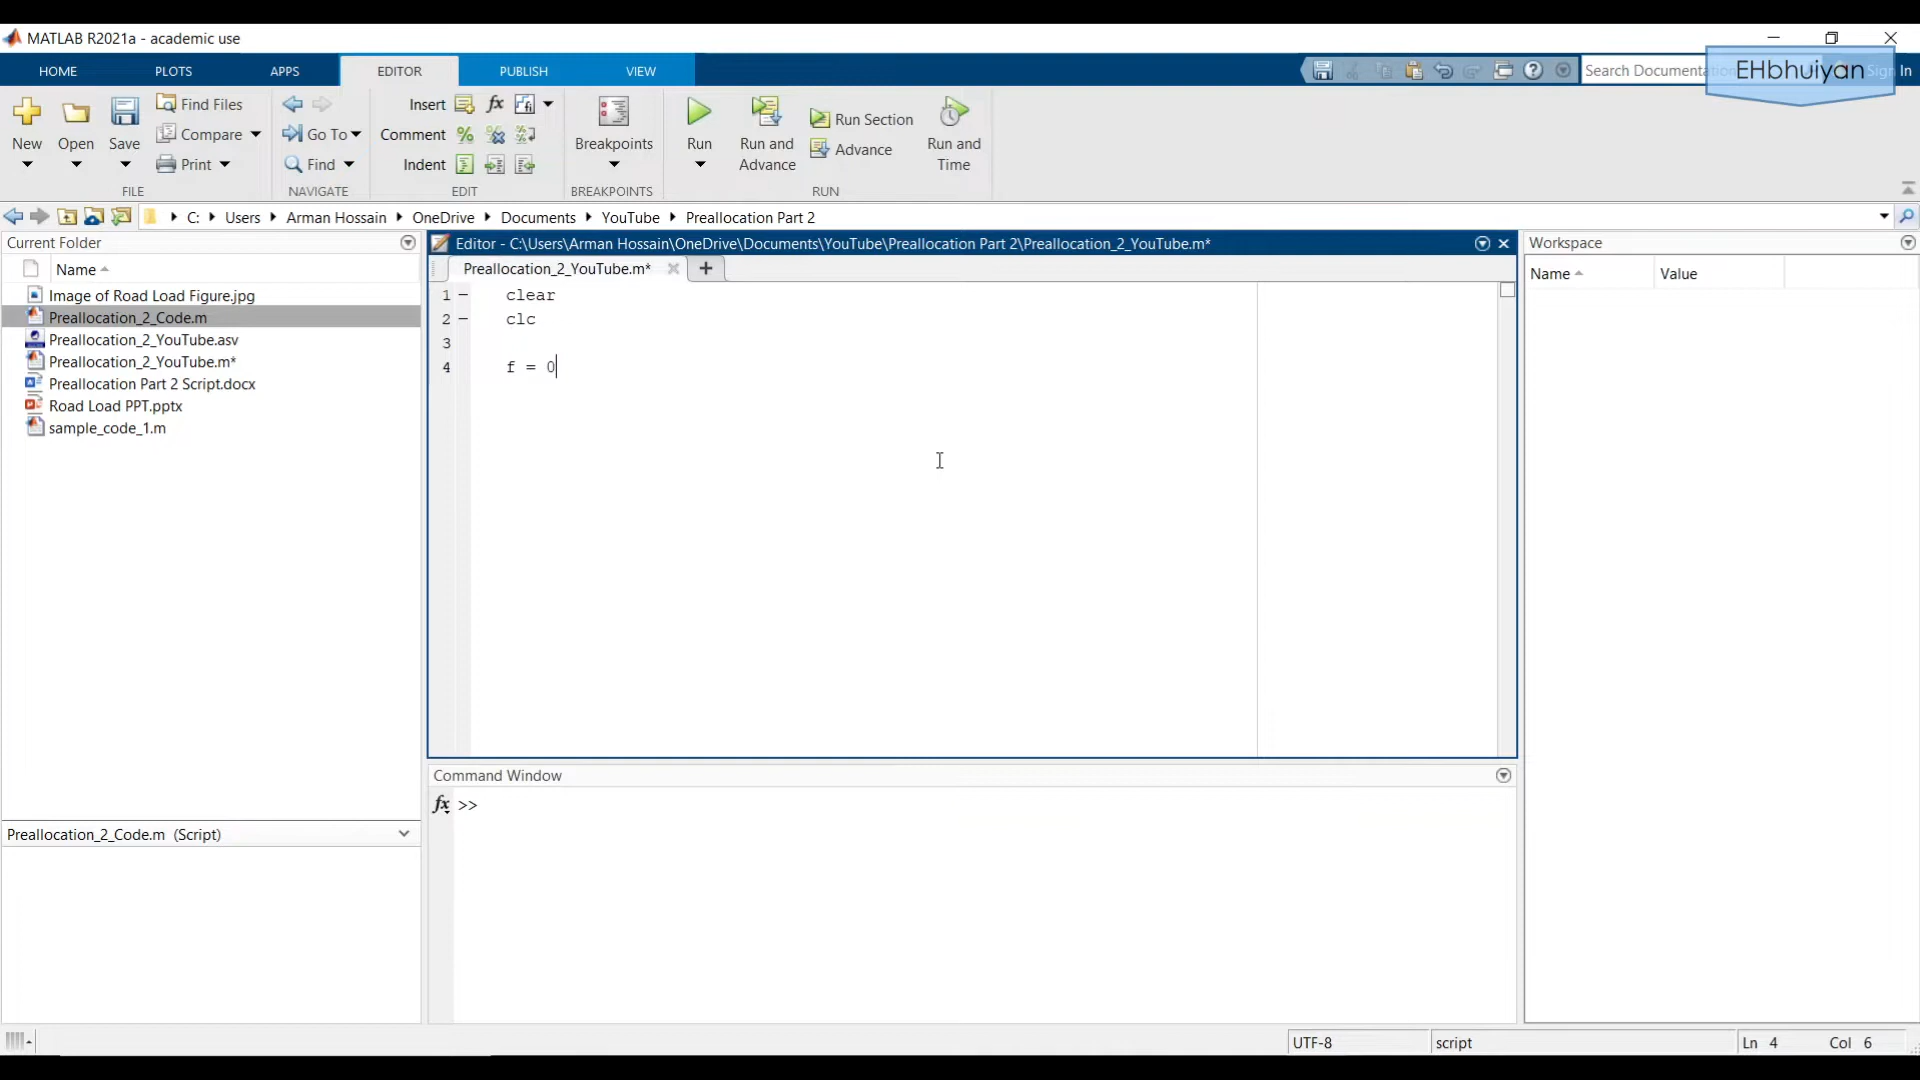 MATLAB R2021a - academic use
HOME PLOTS APPS EDITOR PUBLISH VIEW
Search Documentation EHbhuiyan In
New Open Save Find Files Compare Print
FILE
Go To Find
NAVIGATE
Insert fx fi
Comment % %
Indent
EDIT
Breakpoints
BREAKPOINTS
Run Run and Advance Run Section Advance Run and Time
RUN
C: Users Arman Hossain OneDrive Documents YouTube Preallocation Part 2
Current Folder
Name
Image of Road Load Figure.jpg
Preallocation_2_Code.m
Preallocation_2_YouTube.asv
Preallocation_2_YouTube.m*
Preallocation Part 2 Script.docx
Road Load PPT.pptx
sample_code_1.m
Preallocation_2_Code.m (Script)
Editor - C:\Users\Arman Hossain\OneDrive\Documents\YouTube\Preallocation Part 2\Preallocation_2_YouTube.m*
Preallocation_2_YouTube.m* +
1 - clear
2 - clc
3
4 f = 0
Command Window
fx >>
Workspace
Name Value
UTF-8 script Ln 4 Col 6